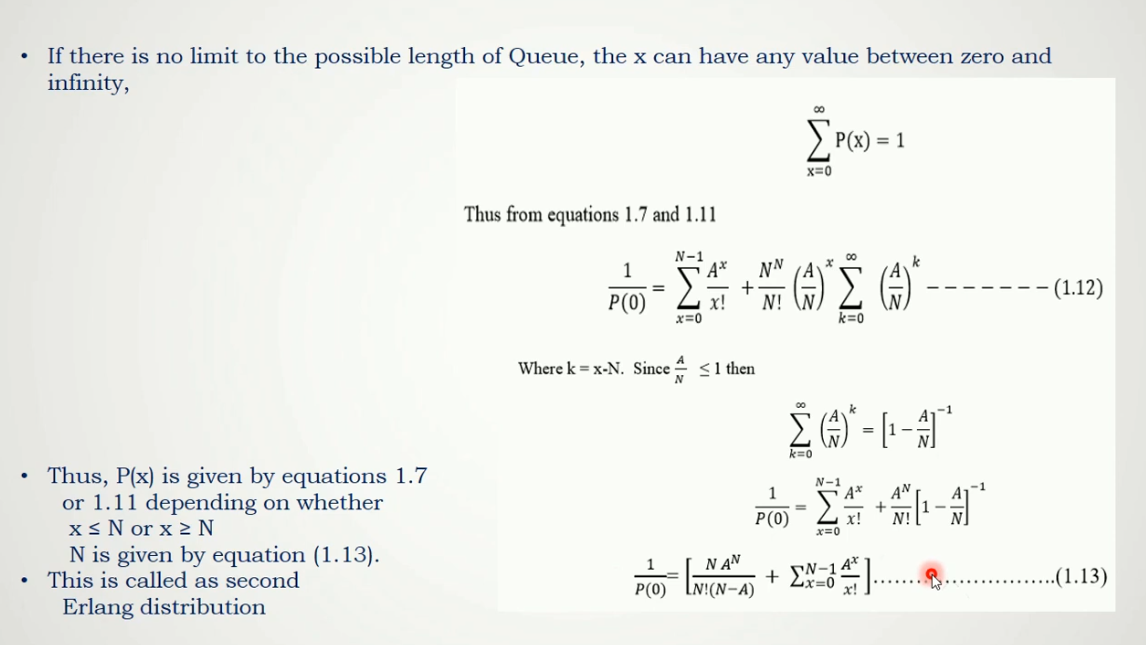 • If there is no limit to the possible length of Queue, the x can have any value between zero and
infinity,
∞
∑ P(x) = 1
x=0
Thus from equations 1.7 and 1.11
1/P(0) = ∑_{x=0}^{N−1} A^x/x! + N^N/N! (A/N)^x ∑_{k=0}^{∞} (A/N)^k − − − − − − − (1.12)
Where k = x-N. Since A/N ≤ 1 then
∑_{k=0}^{∞} (A/N)^k = [1 − A/N]^{−1}
1/P(0) = ∑_{x=0}^{N−1} A^x/x! + A^N/N! [1 − A/N]^{−1}
1/P(0) = [N A^N/N!(N−A) + ∑_{x=0}^{N−1} A^x/x!]........................(1.13)
• Thus, P(x) is given by equations 1.7
or 1.11 depending on whether
x ≤ N or x ≥ N
N is given by equation (1.13).
• This is called as second
Erlang distribution